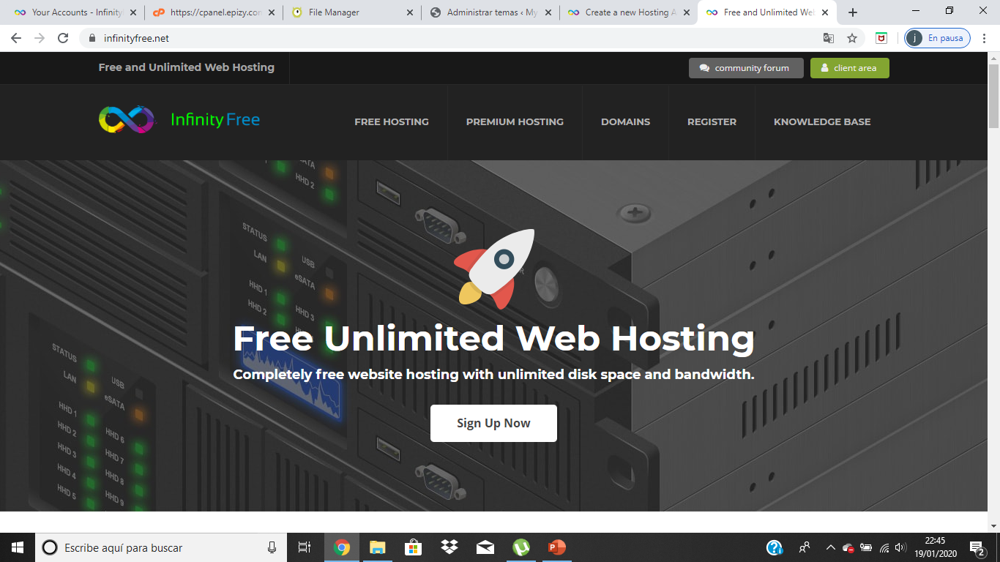 Your Accounts - Infinity
https://cpanel.epizy.con
File Manager
Administrar temas ‹ My
Create a new Hosting A
Free and Unlimited Web
infinityfree.net
j
En pausa
Free and Unlimited Web Hosting
community forum
client area
InfinityFree
FREE HOSTING
PREMIUM HOSTING
DOMAINS
REGISTER
KNOWLEDGE BASE
eSATA
HHD 2
STATUS
LAN
USB
eSATA
HHD 1
HHD 2
HHD 3
Free Unlimited Web Hosting
Completely free website hosting with unlimited disk space and bandwidth.
Sign Up Now
STATUS
LAN
USB
eSATA
HHD 1
HHD 2
HHD 3
HHD 4
HHD 5
HHD 6
HHD 7
HHD 8
HHD 9
Escribe aquí para buscar
22:45
19/01/2020
2